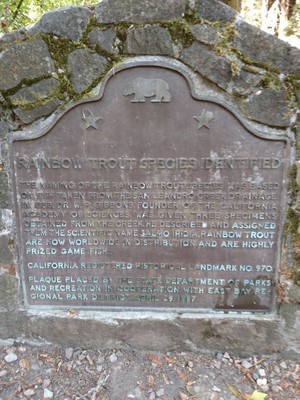 RAINBOW TROUT SPECIES IDENTIFIED
THE NAMING OF THE RAINBOW TROUT SPECIES WAS BASED
ON FISH TAKEN FROM THE SAN LEANDRO CREEK DRAINAGE.
IN 1855, DR. W. P. GIBBONS, FOUNDER OF THE CALIFORNIA
ACADEMY OF SCIENCES, WAS GIVEN THREE SPECIMENS
OBTAINED FROM THE CREEK. HE DESCRIBED AND ASSIGNED
THEM THE SCIENTIFIC NAME SALMO IRIDIA. RAINBOW TROUT
ARE NOW WORLDWIDE IN DISTRIBUTION AND ARE HIGHLY
PRIZED GAME FISH.
CALIFORNIA REGISTERED HISTORICAL LANDMARK NO. 970
PLAQUE PLACED BY THE STATE DEPARTMENT OF PARKS
AND RECREATION IN COOPERATION WITH EAST BAY RE-
GIONAL PARK DISTRICT, APRIL